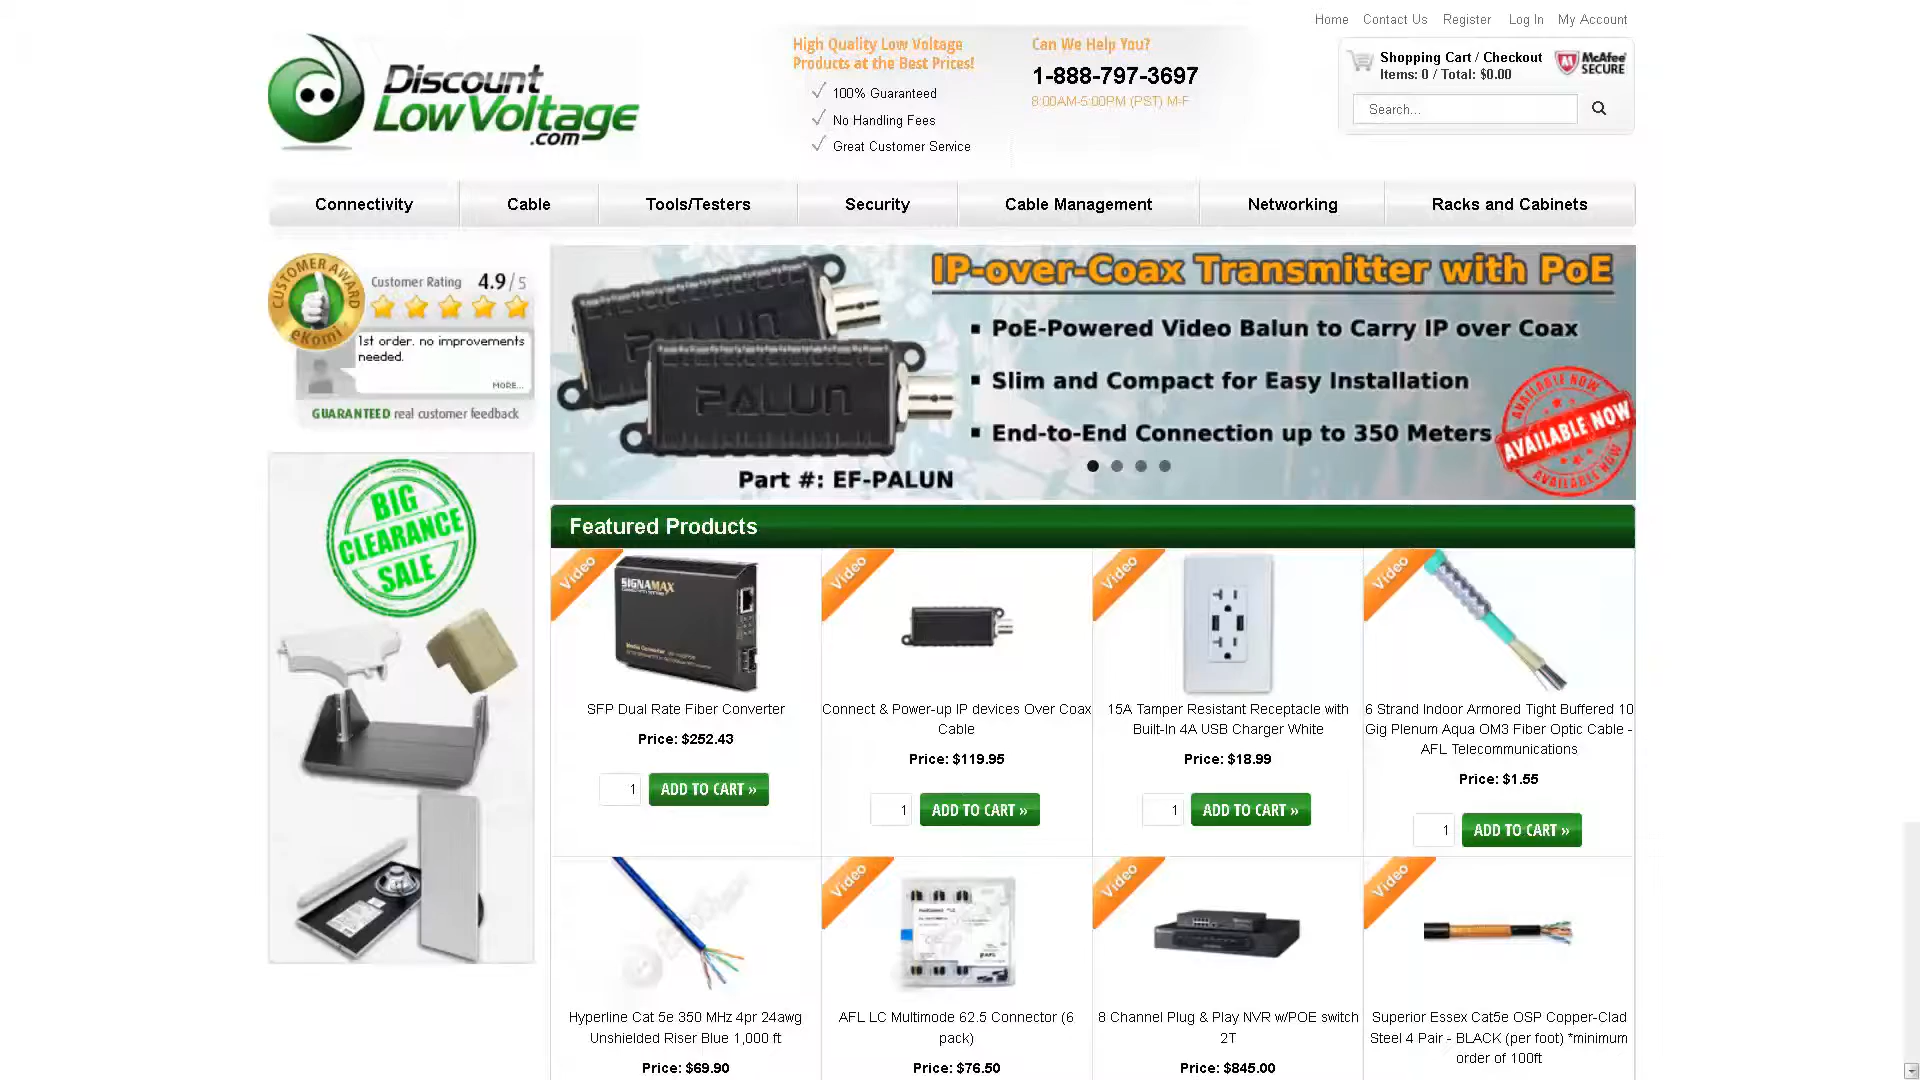 Home Contact Us Register Log In My Account
Discount
LowVoltage
.com
High Quality Low Voltage
Products at the Best Prices!
100% Guaranteed
No Handling Fees
Great Customer Service
Can We Help You?
1-888-797-3697
8:00AM-5:00PM (PST) M-F
Shopping Cart / Checkout
Items: 0 / Total: $0.00
McAfee
SECURE
Search...
Connectivity Cable Tools/Testers Security Cable Management Networking Racks and Cabinets
CUSTOMER AWARD
eKomi
Customer Rating 4.9/5
1st order. no improvements
needed.
MORE...
GUARANTEED real customer feedback
BIG
CLEARANCE
SALE
IP-over-Coax Transmitter with PoE
▪ PoE-Powered Video Balun to Carry IP over Coax
▪ Slim and Compact for Easy Installation
▪ End-to-End Connection up to 350 Meters
PALUN
PALUN
Part #: EF-PALUN
AVAILABLE NOW
AVAILABLE NOW
AVAILABLE NOW
Featured Products
Video
SIGNAMAX
SFP Dual Rate Fiber Converter
Price: $252.43
1 ADD TO CART »
Video
Connect & Power-up IP devices Over Coax
Cable
Price: $119.95
1 ADD TO CART »
Video
15A Tamper Resistant Receptacle with
Built-In 4A USB Charger White
Price: $18.99
1 ADD TO CART »
Video
6 Strand Indoor Armored Tight Buffered 10
Gig Plenum Aqua OM3 Fiber Optic Cable -
AFL Telecommunications
Price: $1.55
1 ADD TO CART »
Hyperline Cat 5e 350 MHz 4pr 24awg
Unshielded Riser Blue 1,000 ft
Price: $69.90
Video
AFL LC Multimode 62.5 Connector (6
pack)
Price: $76.50
Video
8 Channel Plug & Play NVR w/POE switch
2T
Price: $845.00
Video
Superior Essex Cat5e OSP Copper-Clad
Steel 4 Pair - BLACK (per foot) *minimum
order of 100ft